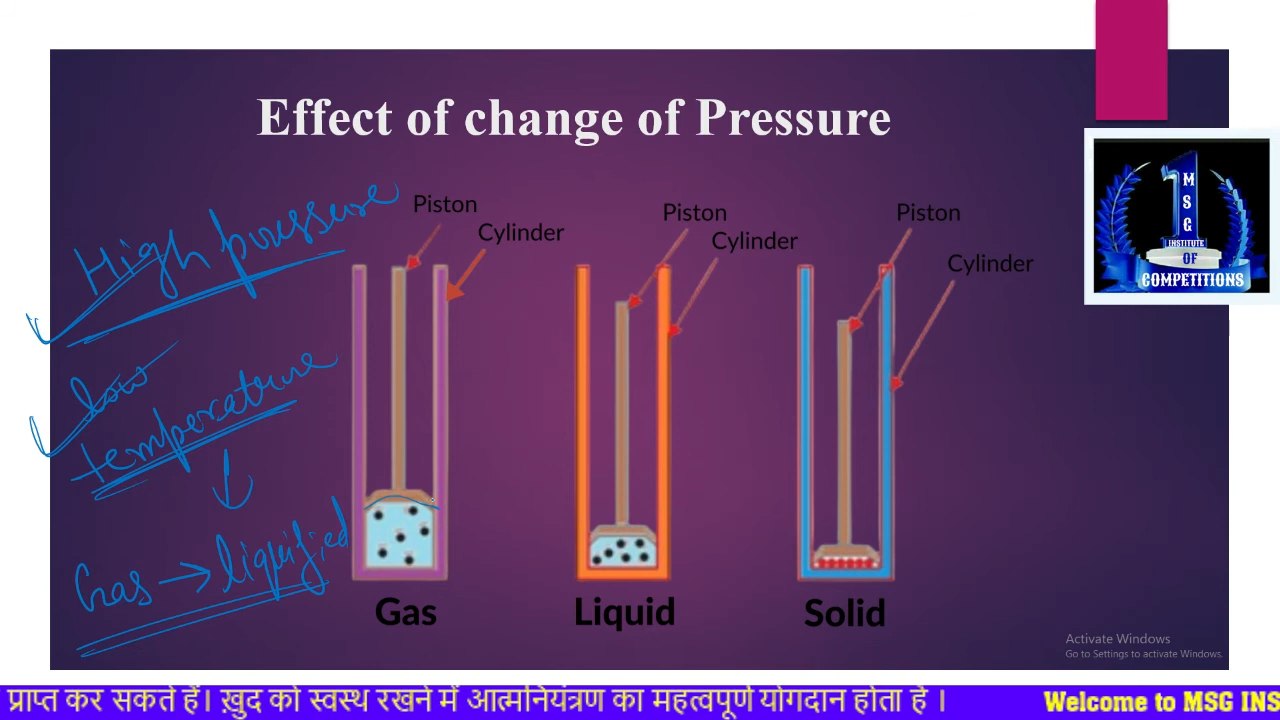 Effect of change of Pressure
High pressure
low
temperature
Gas → liquified
Piston
Cylinder
Piston
Cylinder
Piston
Cylinder
Gas
Liquid
Solid
1
MSG
INSTITUTE
OF
COMPETITIONS
Activate Windows
Go to Settings to activate Windows.
प्राप्त कर सकते हैं। ख़ुद को स्वस्थ रखने में आत्मनियंत्रण का महत्वपूर्ण योगदान होता है । Welcome to MSG INS